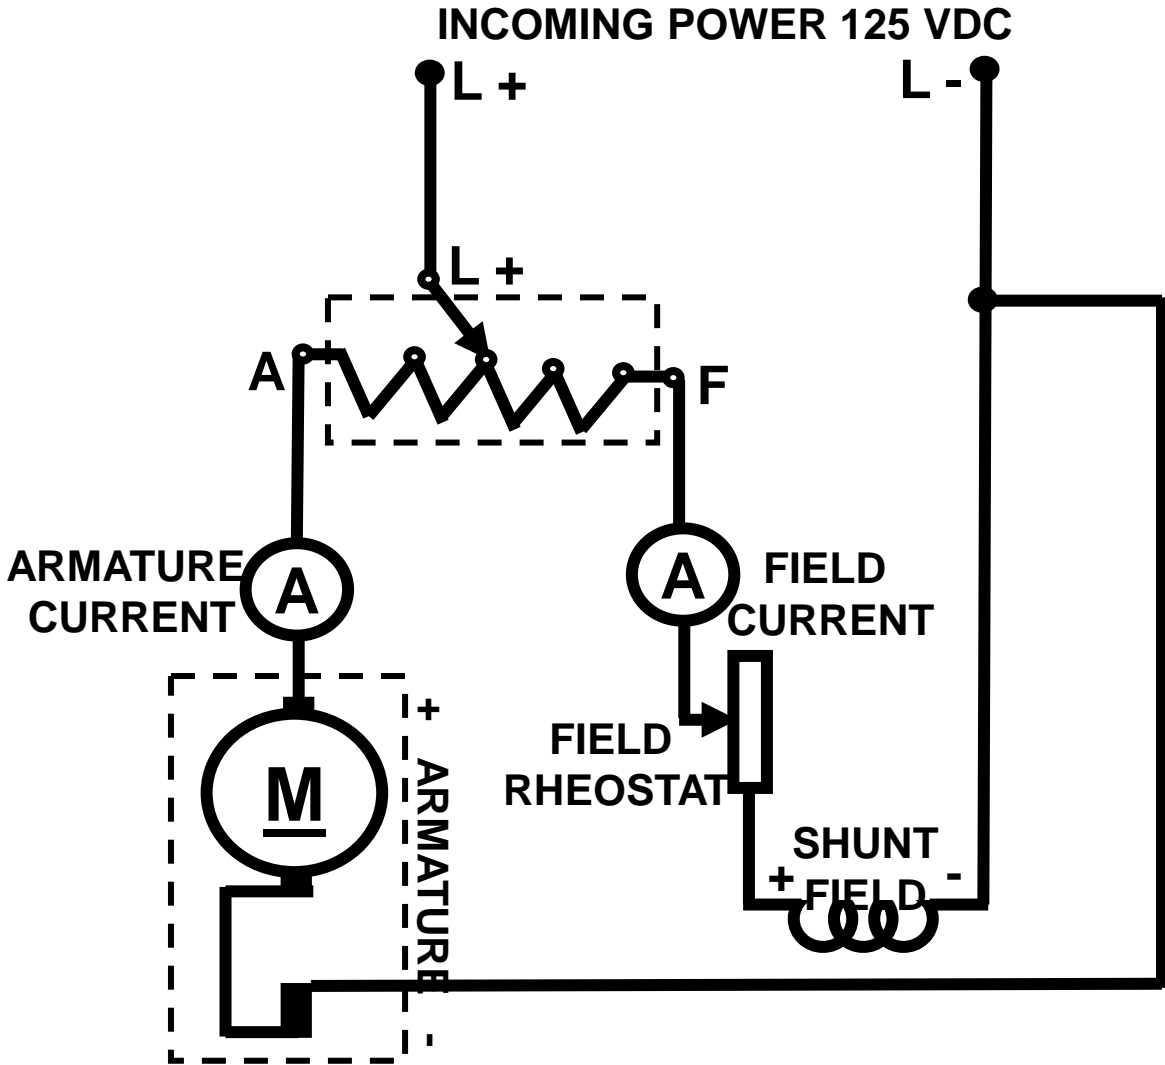 INCOMING POWER 125 VDC
L +
L -
L +
A
F
ARMATURE
CURRENT
A
A
FIELD
CURRENT
+
ARMATURE
-
M
FIELD
RHEOSTAT
SHUNT
FIELD
+
-